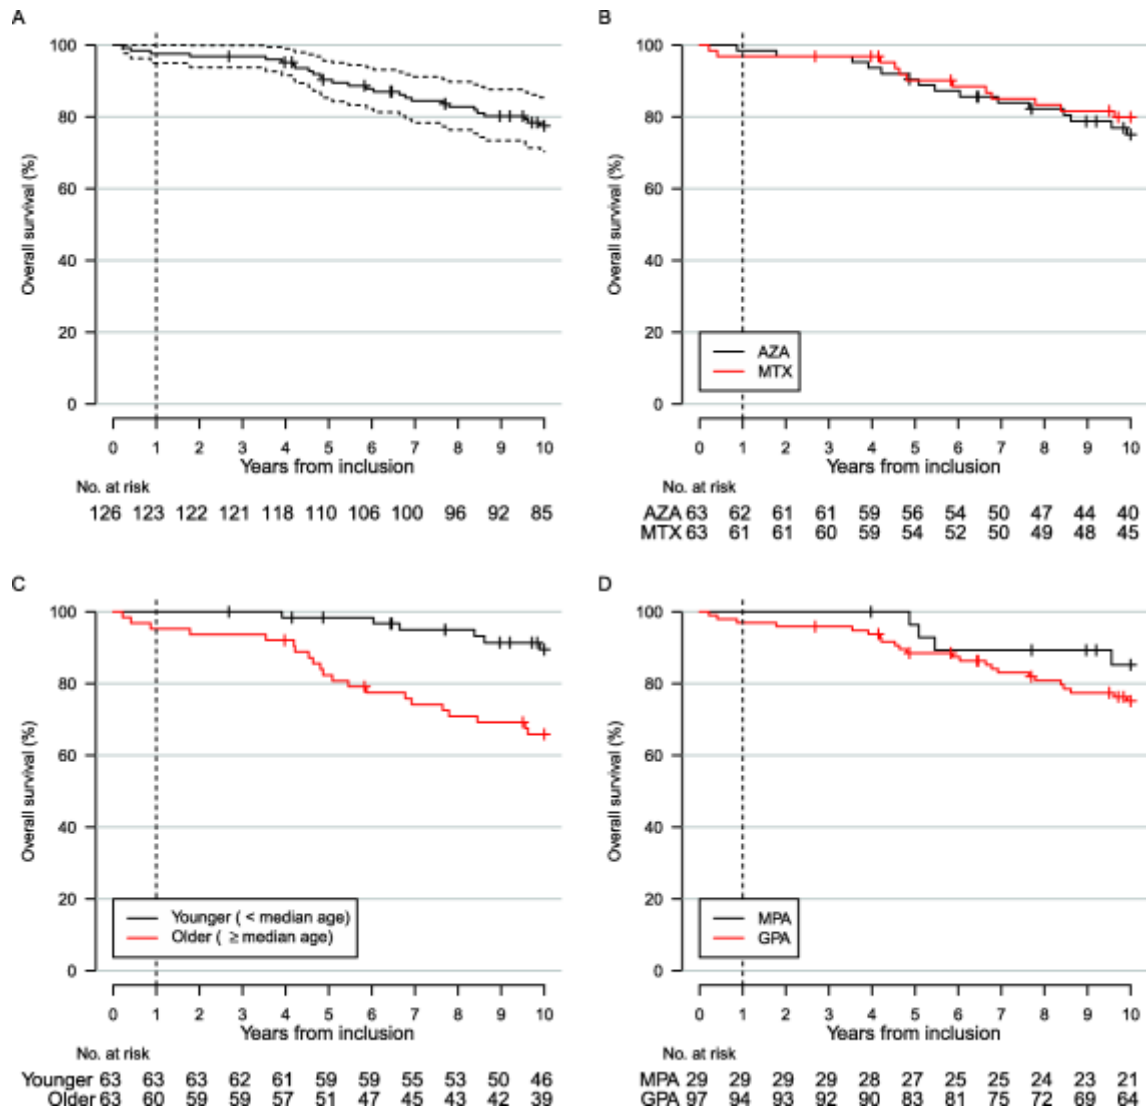 A
100
80
60
40
20
0
Overall survival (%)
0 1 2 3 4 5 6 7 8 9 10
Years from inclusion
No. at risk
126 123 122 121 118 110 106 100 96 92 85
B
100
80
60
40
20
0
Overall survival (%)
AZA
MTX
0 1 2 3 4 5 6 7 8 9 10
Years from inclusion
No. at risk
AZA 63 62 61 61 59 56 54 50 47 44 40
MTX 63 61 61 60 59 54 52 50 49 48 45
C
100
80
60
40
20
0
Overall survival (%)
Younger ( < median age)
Older ( ≥ median age)
0 1 2 3 4 5 6 7 8 9 10
Years from inclusion
No. at risk
Younger 63 63 63 62 61 59 59 55 53 50 46
Older 63 60 59 59 57 51 47 45 43 42 39
D
100
80
60
40
20
0
Overall survival (%)
MPA
GPA
0 1 2 3 4 5 6 7 8 9 10
Years from inclusion
No. at risk
MPA 29 29 29 29 28 27 25 25 24 23 21
GPA 97 94 93 92 90 83 81 75 72 69 64